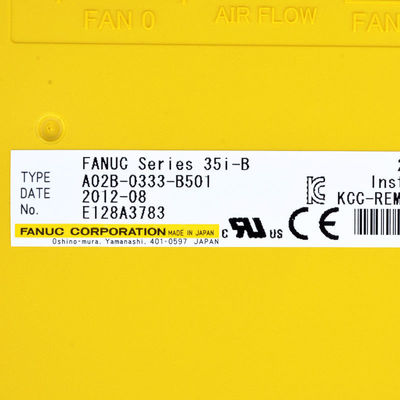 FAN 0
AIR FLOW
FAN
FANUC Series 35i-B
TYPE A02B-0333-B501
DATE 2012-08
No. E128A3783
Inst
KCC-REM
FANUC CORPORATION MADE IN JAPAN
Oshino-mura, Yamanashi, 401-0597 JAPAN
c UL US
CE